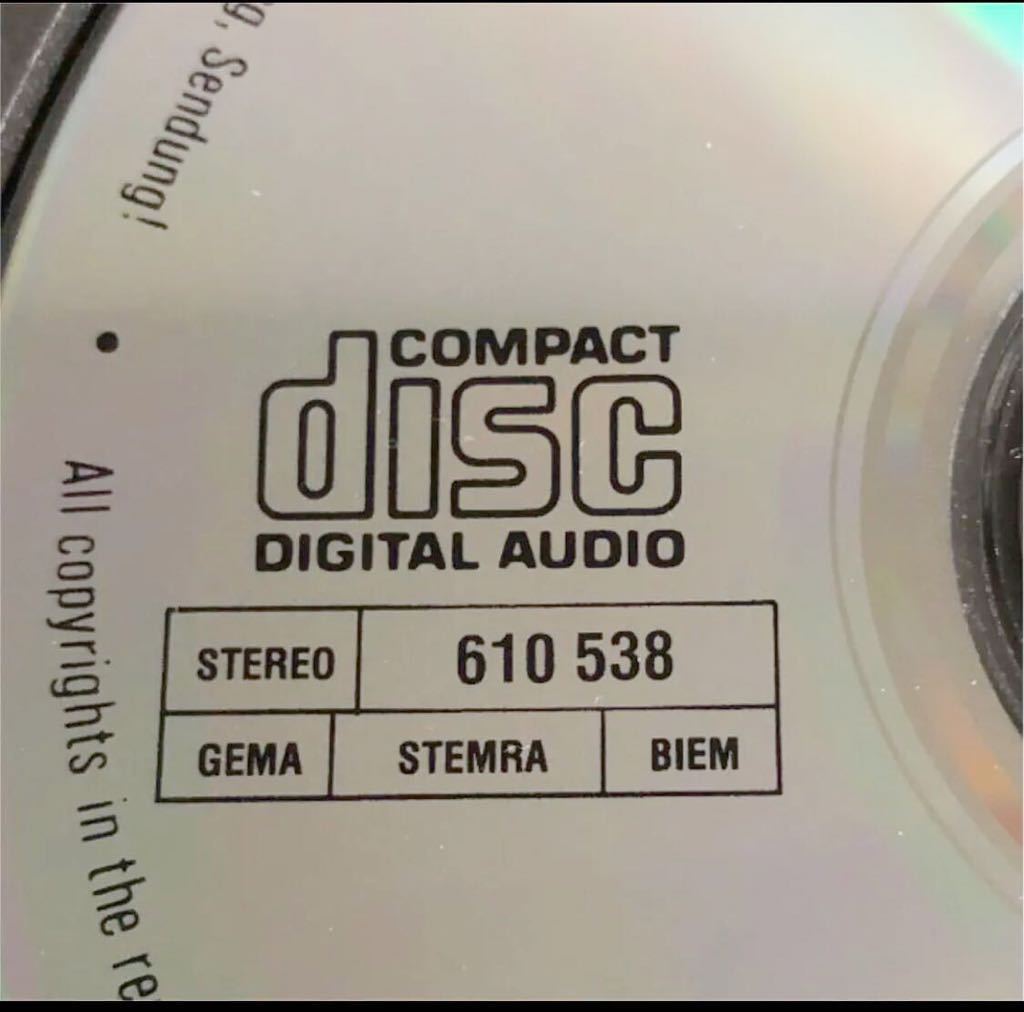 g, Sendung!
•
COMPACT
disc
DIGITAL AUDIO
STEREO 610 538
GEMA STEMRA BIEM
All copyrights in the re